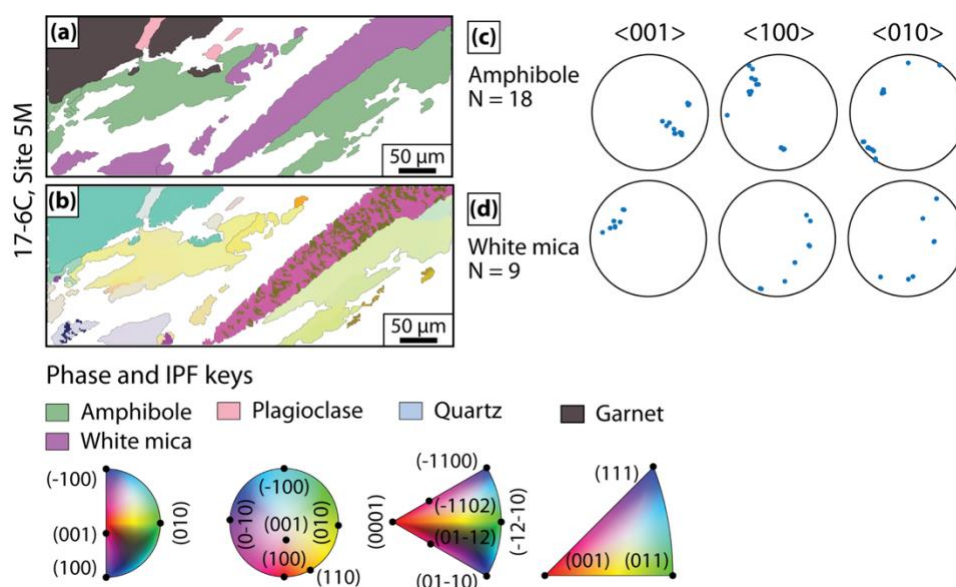 17-6C, Site 5M
(a)
50 µm
(b)
50 µm
(c)
<001>
<100>
<010>
Amphibole
N = 18
(d)
White mica
N = 9
Phase and IPF keys
Amphibole
Plagioclase
Quartz
Garnet
White mica
(-100)
(001)
(100)
(010)
(-100)
(0-10)
(001)
(010)
(100)
(110)
(-1100)
(0001)
(-1102)
(01-12)
(-12-10)
(01-10)
(111)
(001)
(011)